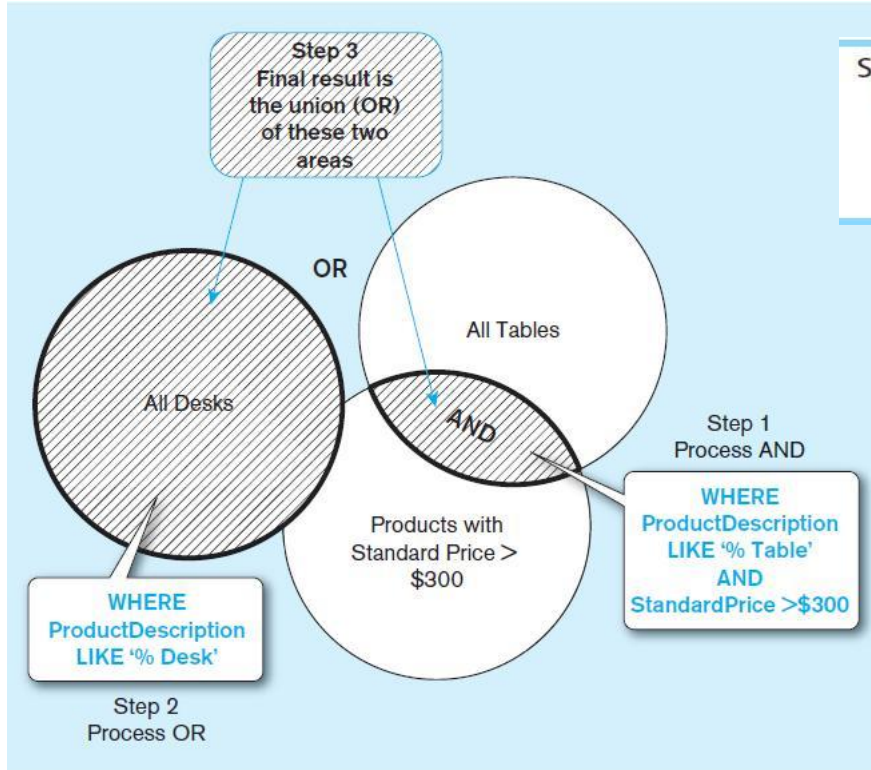 Step 3
Final result is
the union (OR)
of these two
areas
S
OR
All Tables
All Desks
AND
Step 1
Process AND
WHERE
ProductDescription
LIKE ‘% Table’
AND
StandardPrice >$300
Products with
Standard Price >
$300
WHERE
ProductDescription
LIKE ‘% Desk’
Step 2
Process OR